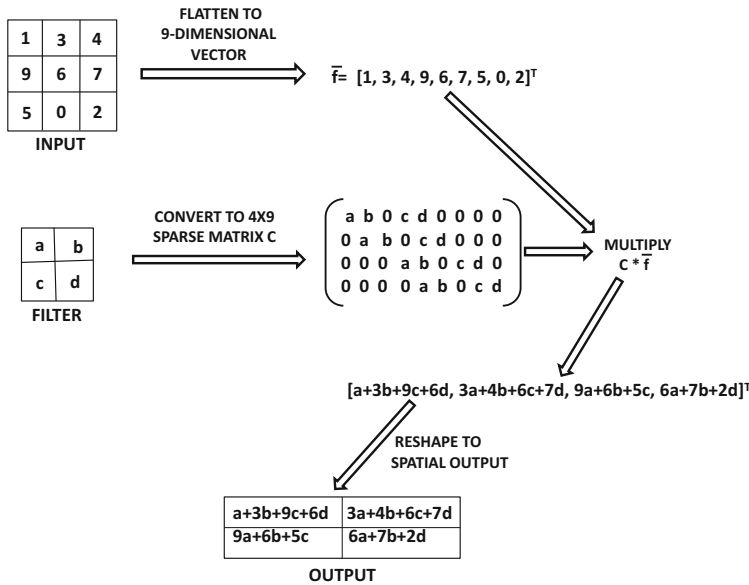 FLATTEN TO
9-DIMENSIONAL
VECTOR
1 3 4
9 6 7
5 0 2
INPUT
f̅= [1, 3, 4, 9, 6, 7, 5, 0, 2]ᵀ
CONVERT TO 4X9
SPARSE MATRIX C
a b
c d
FILTER
a b 0 c d 0 0 0 0
0 a b 0 c d 0 0 0
0 0 0 a b 0 c d 0
0 0 0 0 a b 0 c d
MULTIPLY
C * f̅
[a+3b+9c+6d, 3a+4b+6c+7d, 9a+6b+5c, 6a+7b+2d]ᵀ
RESHAPE TO
SPATIAL OUTPUT
a+3b+9c+6d 3a+4b+6c+7d
9a+6b+5c 6a+7b+2d
OUTPUT